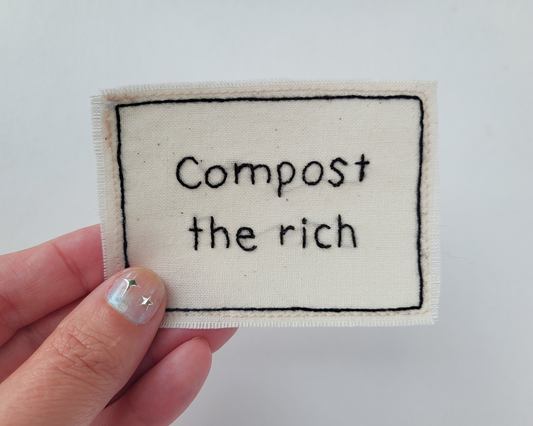 Compost
the rich